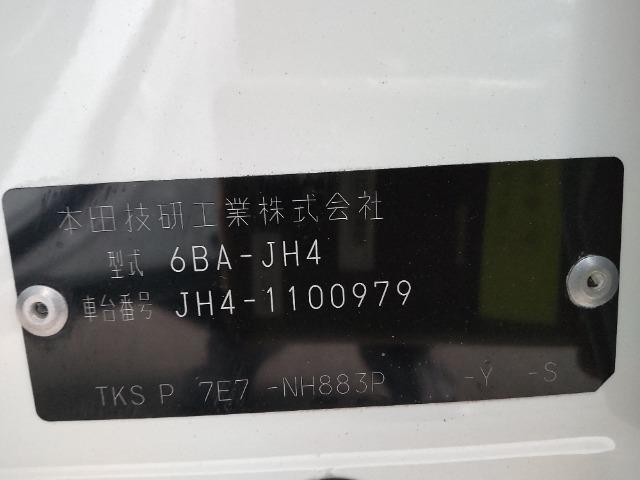 本田技研工業株式会社
型式 6BA-JH4
車台番号 JH4-1100979
TKS P 7E7 -NH883P -Y -S